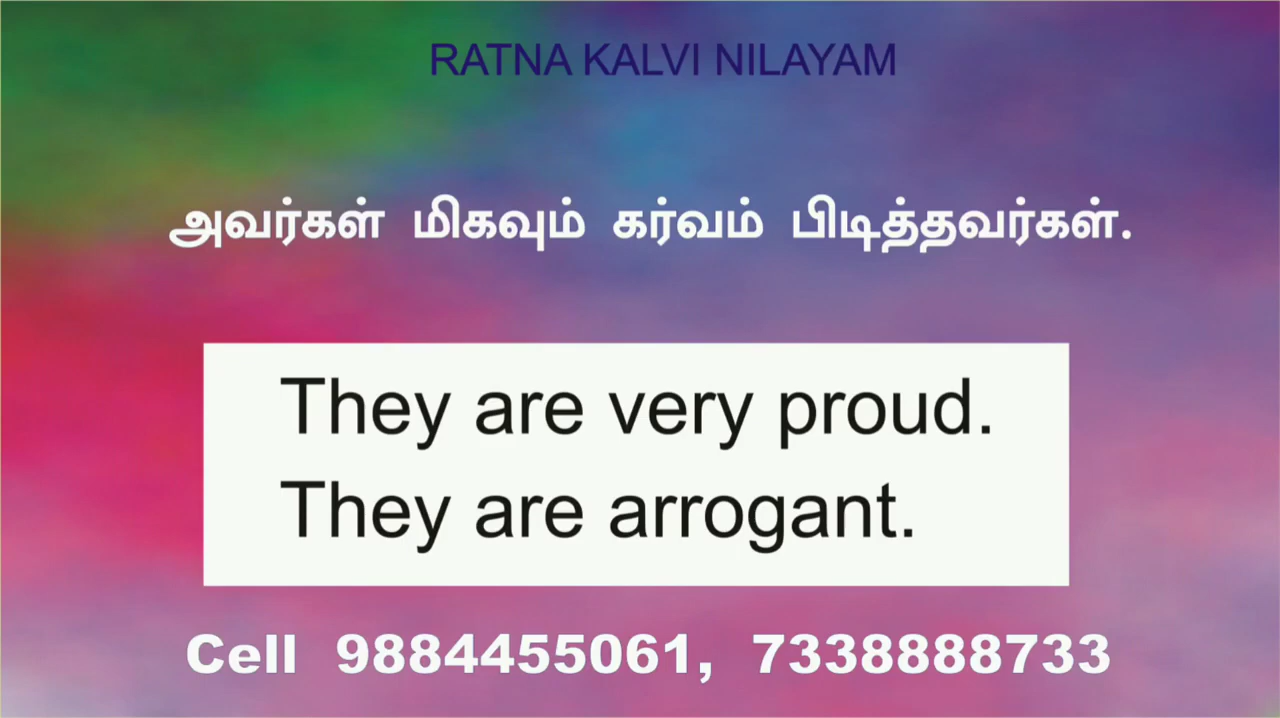 RATNA KALVI NILAYAM
அவர்கள் மிகவும் கர்வம் பிடித்தவர்கள்.
They are very proud.
They are arrogant.
Cell 9884455061, 7338888733